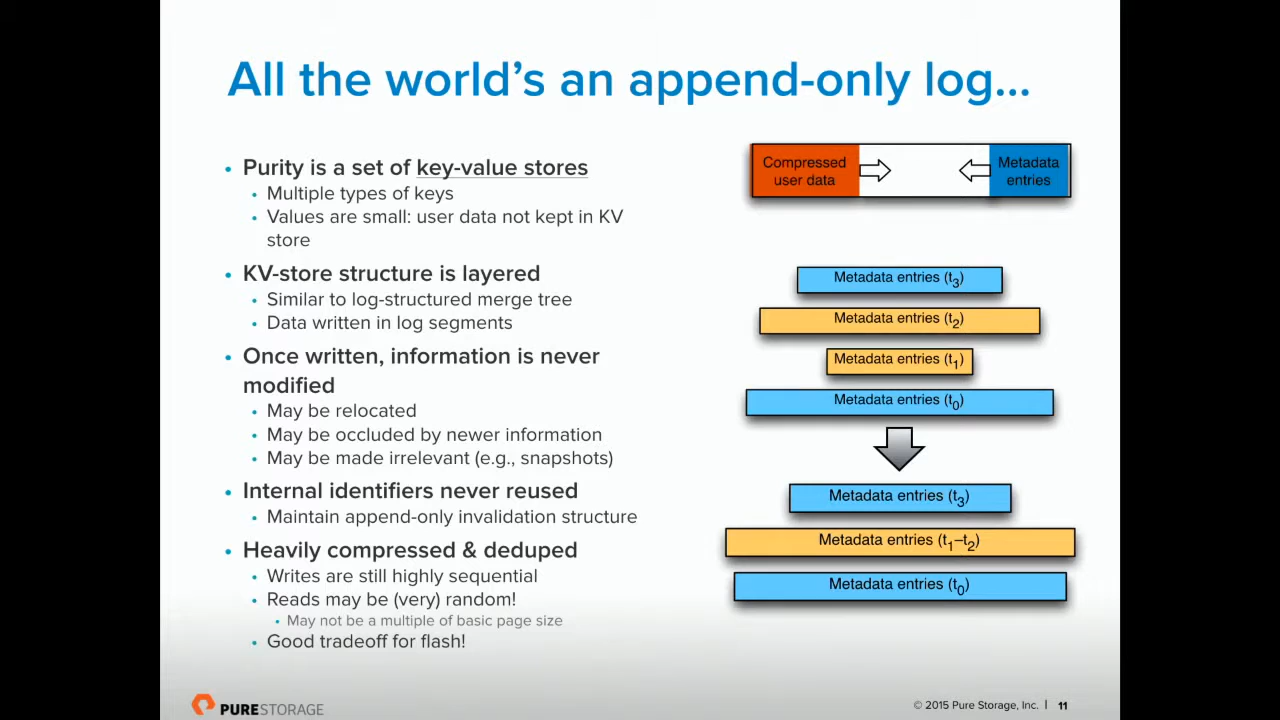 All the world's an append-only log...
• Purity is a set of key-value stores
• Multiple types of keys
• Values are small: user data not kept in KV
store
• KV-store structure is layered
• Similar to log-structured merge tree
• Data written in log segments
• Once written, information is never
modified
• May be relocated
• May be occluded by newer information
• May be made irrelevant (e.g., snapshots)
• Internal identifiers never reused
• Maintain append-only invalidation structure
• Heavily compressed & deduped
• Writes are still highly sequential
• Reads may be (very) random!
• May not be a multiple of basic page size
• Good tradeoff for flash!
Compressed
user data
Metadata
entries
Metadata entries (t3)
Metadata entries (t2)
Metadata entries (t1)
Metadata entries (t0)
Metadata entries (t3)
Metadata entries (t1–t2)
Metadata entries (t0)
PURESTORAGE
© 2015 Pure Storage, Inc. | 11